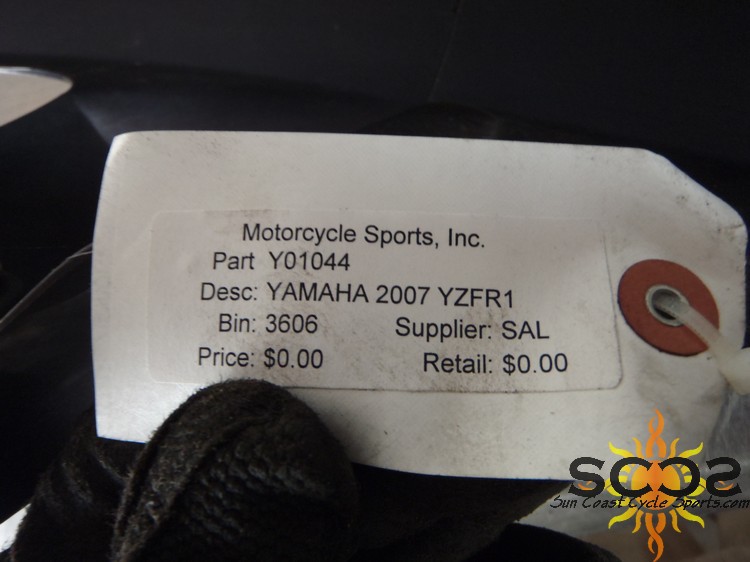 Motorcycle Sports, Inc.
Part Y01044
Desc: YAMAHA 2007 YZFR1
Bin: 3606 Supplier: SAL
Price: $0.00 Retail: $0.00
SCCS
Sun Coast Cycle Sports.com